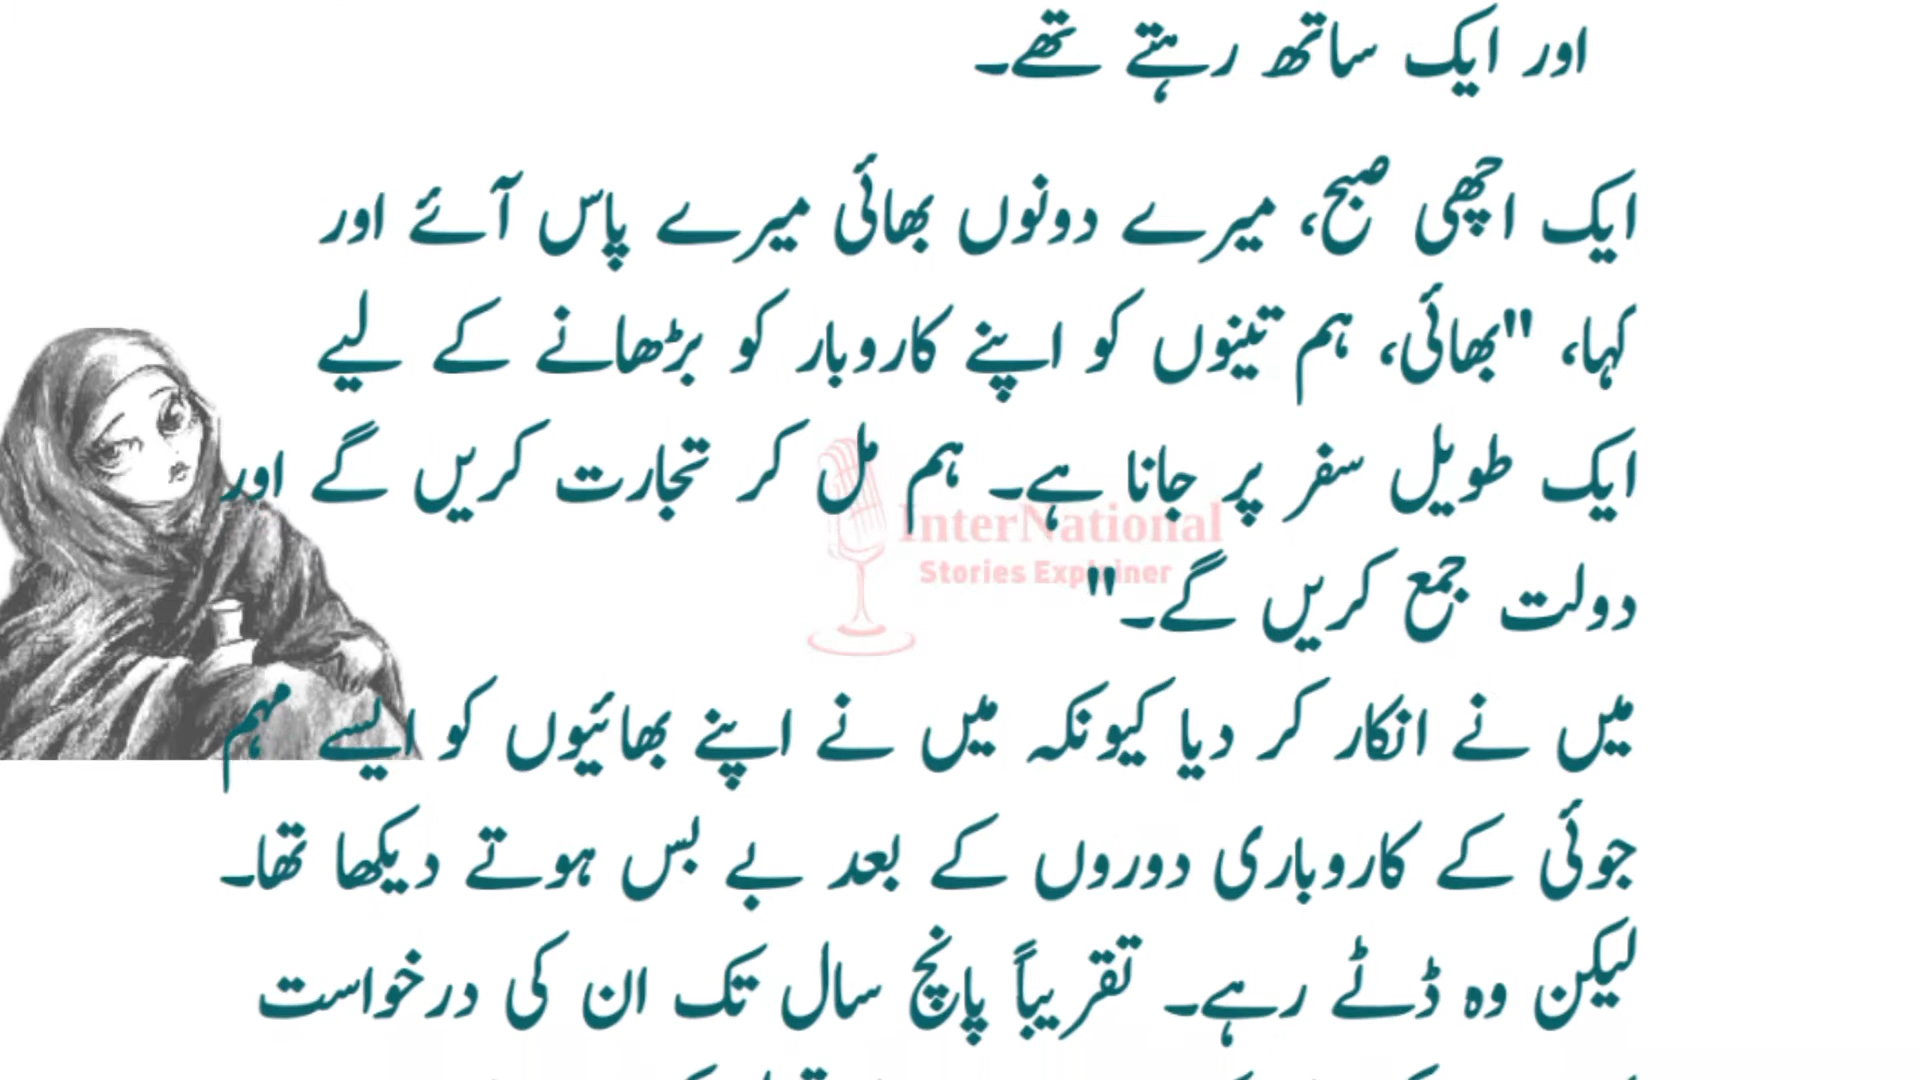 اور ایک ساتھ رہتے تھے۔
ایک اچھی صبح، میرے دونوں بھائی میرے پاس آئے اور
کہا، "بھائی، ہم تینوں کو اپنے کاروبار کو بڑھانے کے لیے
ایک طویل سفر پر جانا ہے۔ ہم مل کر تجارت کریں گے اور
InterNational
Stories Explainer
دولت جمع کریں گے۔"
میں نے انکار کر دیا کیونکہ میں نے اپنے بھائیوں کو ایسے مہم
جوئی کے کاروباری دوروں کے بعد بے بس ہوتے دیکھا تھا۔
لیکن وہ ڈٹے رہے۔ تقریباً پانچ سال تک ان کی درخواست